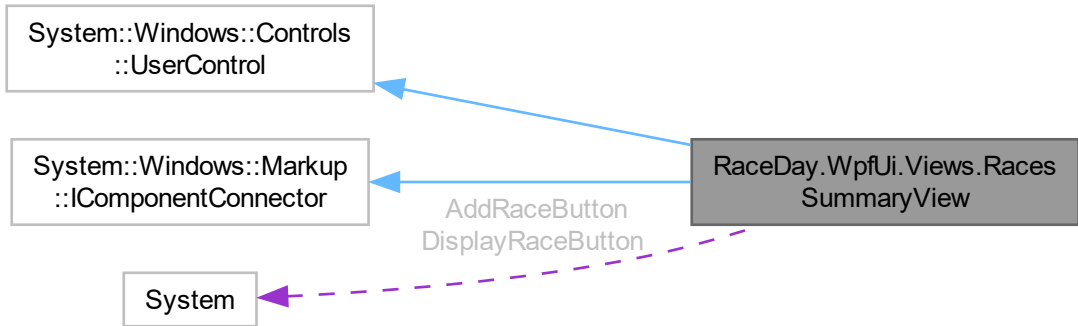 System::Windows::Controls
::UserControl
System::Windows::Markup
::IComponentConnector
RaceDay.WpfUi.Views.Races
SummaryView
AddRaceButton
DisplayRaceButton
System